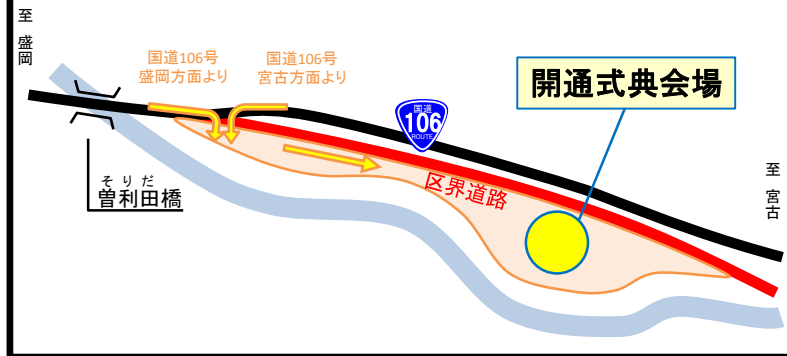 至 盛岡
国道106号
盛岡方面より
国道106号
宮古方面より
開通式典会場
国道
106
ROUTE
至 宮古
区界道路
そりだ
曽利田橋